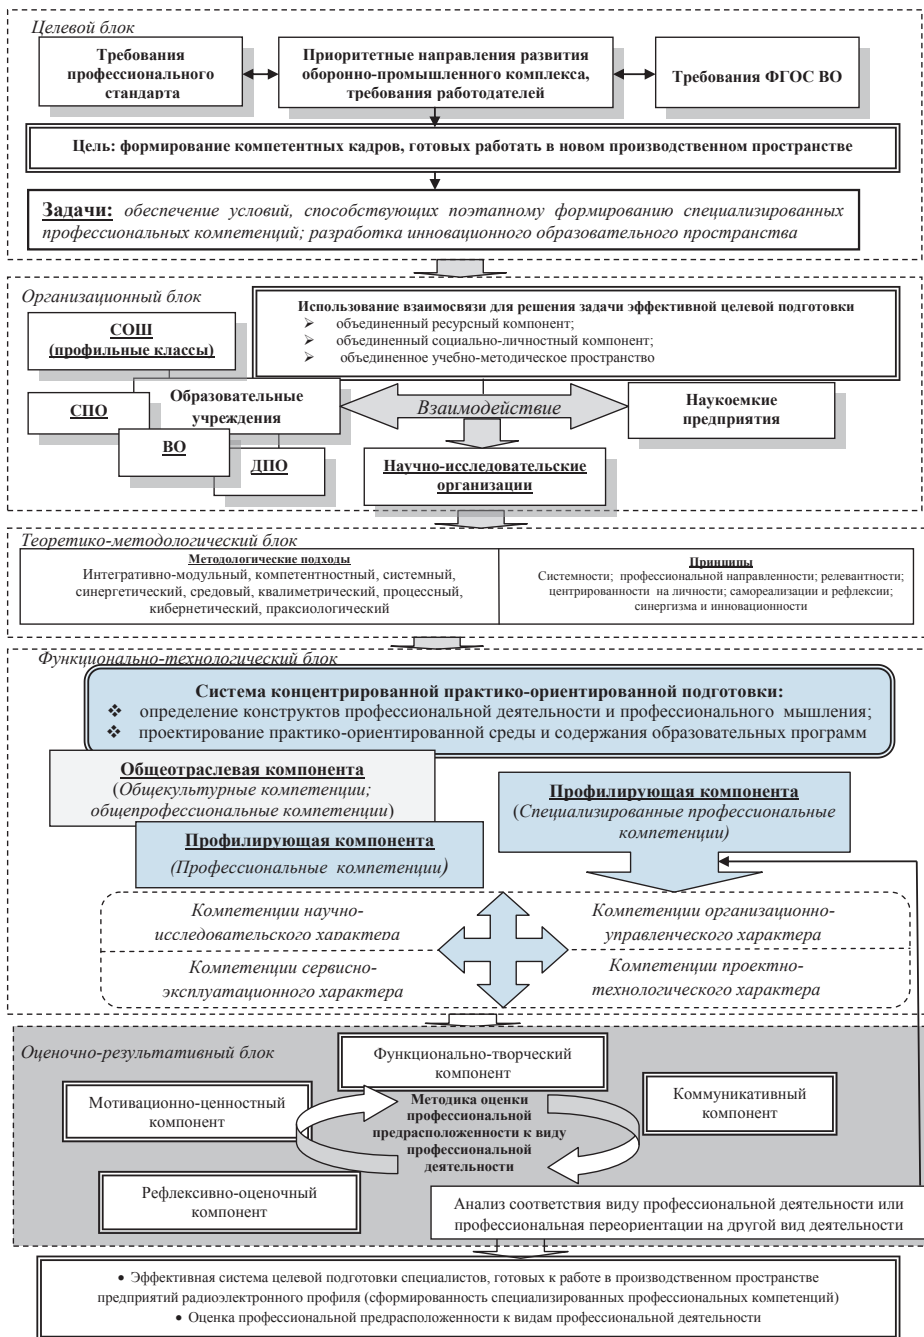 Целевой блок
Требования
профессионального
стандарта
Приоритетные направления развития
оборонно-промышленного комплекса,
требования работодателей
Требования ФГОС ВО
Цель: формирование компетентных кадров, готовых работать в новом производственном пространстве
Задачи: обеспечение условий, способствующих поэтапному формированию специализированных
профессиональных компетенций; разработка инновационного образовательного пространства
Организационный блок
Использование взаимосвязи для решения задачи эффективной целевой подготовки
➢ объединенный ресурсный компонент;
➢ объединенный социально-личностный компонент;
➢ объединенное учебно-методическое пространство
СОШ
(профильные классы)
Образовательные
учреждения
СПО
ВО
ДПО
Взаимодействие
Наукоемкие
предприятия
Научно-исследовательские
организации
Теоретико-методологический блок
Методологические подходы
Интегративно-модульный, компетентностный, системный,
синергетический, средовый, квалиметрический, процессный,
кибернетический, праксиологический
Принципы
Системности; профессиональной направленности; релевантности;
центрированности на личности; самореализации и рефлексии;
синергизма и инновационности
Функционально-технологический блок
Система концентрированной практико-ориентированной подготовки:
❖ определение конструктов профессиональной деятельности и профессионального мышления;
❖ проектирование практико-ориентированной среды и содержания образовательных программ
Общеотраслевая компонента
(Общекультурные компетенции;
общепрофессиональные компетенции)
Профилирующая компонента
(Профессиональные компетенции)
Профилирующая компонента
(Специализированные профессиональные
компетенции)
Компетенции научно-
исследовательского характера
Компетенции организационно-
управленческого характера
Компетенции сервисно-
эксплуатационного характера
Компетенции проектно-
технологического характера
Оценочно-результативный блок
Функционально-творческий
компонент
Мотивационно-ценностный
компонент
Методика оценки
профессиональной
предрасположенности к виду
профессиональной
деятельности
Коммуникативный
компонент
Рефлексивно-оценочный
компонент
Анализ соответствия виду профессиональной деятельности или
профессиональная переориентации на другой вид деятельности
• Эффективная система целевой подготовки специалистов, готовых к работе в производственном пространстве
предприятий радиоэлектронного профиля (сформированность специализированных профессиональных компетенций)
• Оценка профессиональной предрасположенности к видам профессиональной деятельности